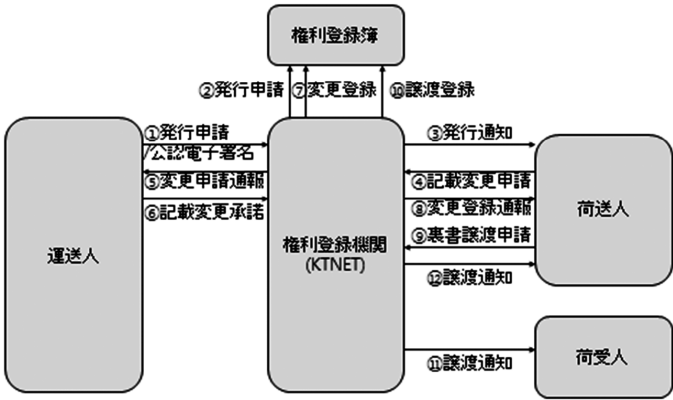 権利登録簿
②発行申請
⑦変更登録
⑩譲渡登録
①発行申請
/公認電子署名
⑤変更申請通報
⑥記載変更承諾
③発行通知
④記載変更申請
⑧変更登録通報
⑨裏書譲渡申請
⑫譲渡通知
⑪譲渡通知
運送人
権利登録機関
(KTNET)
荷送人
荷受人